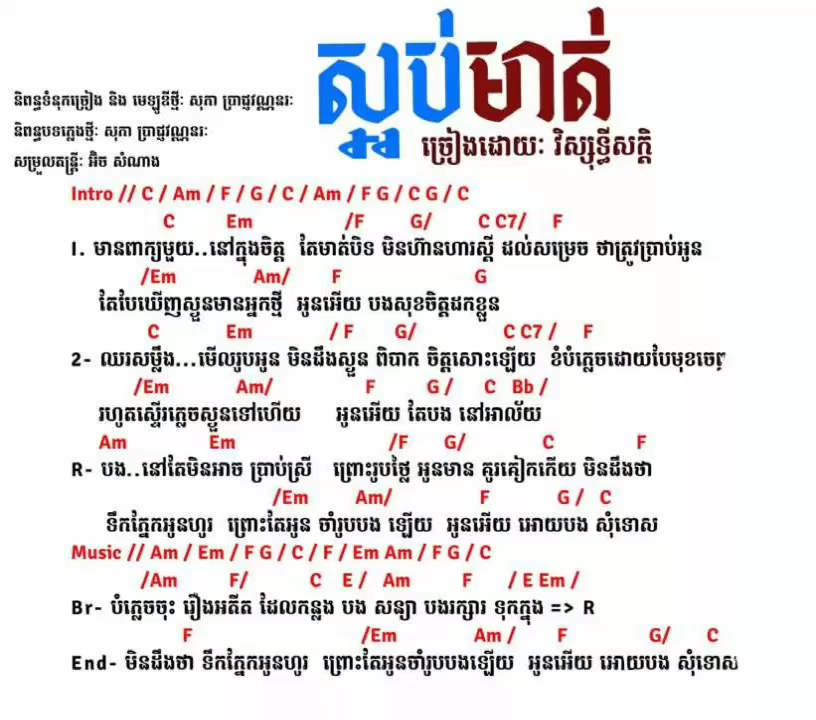 ស្អប់មាត់
និពន្ធទំនុកច្រៀង និង មេឡូឌីថ្មីៈ សុភា ប្រាជ្ញវណ្ណនរៈ
និពន្ធបទភ្លេងថ្មីៈ សុភា ប្រាជ្ញវណ្ណនរៈ
ច្រៀងដោយៈ វិស្សុទ្ធីសក្តិ
សម្រួលតន្ត្រីៈ អ៊ិច សំណាង
Intro // C / Am / F / G / C / Am / F G / C G / C
C Em /F G/ C C7/ F
1. មានពាក្យមួយ..នៅក្នុងចិត្ត តែមាត់បិទ មិនហ៊ានហារស្តី ដល់សម្រេច ថាត្រូវប្រាប់អូន
/Em Am/ F G
តែបែឃើញស្ងួនមានអ្នកថ្មី អូនអើយ បងសុខចិត្តដកខ្លួន
C Em / F G/ C C7 / F
2- ឈរសម្លឹង...មើលរូបអូន មិនដឹងស្ងួន ពិបាក ចិត្តសោះឡើយ ខំបំភ្លេចដោយបែមុខចេញ
/Em Am/ F G / C Bb /
រហូតស្ទើរភ្លេចស្ងួនទៅហើយ អូនអើយ តែបង នៅអាល័យ
Am Em /F G/ C F
R- បង..នៅតែមិនអាច ប្រាប់ស្រី ព្រោះរូបថ្លៃ អូនមាន គូរគៀកកើយ មិនដឹងថា
/Em Am/ F G / C
ទឹកភ្នែកអូនហូរ ព្រោះតែអូន ចាំរូបបង ឡើយ អូនអើយ អោយបង សុំទោស
Music // Am / Em / F G / C / F / Em Am / F G / C
/Am F/ C E / Am F / E Em /
Br- បំភ្លេចចុះ រឿងអតីត ដែលកន្លង បង សន្យា បងរក្សារ ទុកក្នុង => R
F /Em Am / F G/ C
End- មិនដឹងថា ទឹកភ្នែកអូនហូរ ព្រោះតែអូនចាំរូបបងឡើយ អូនអើយ អោយបង សុំទោស